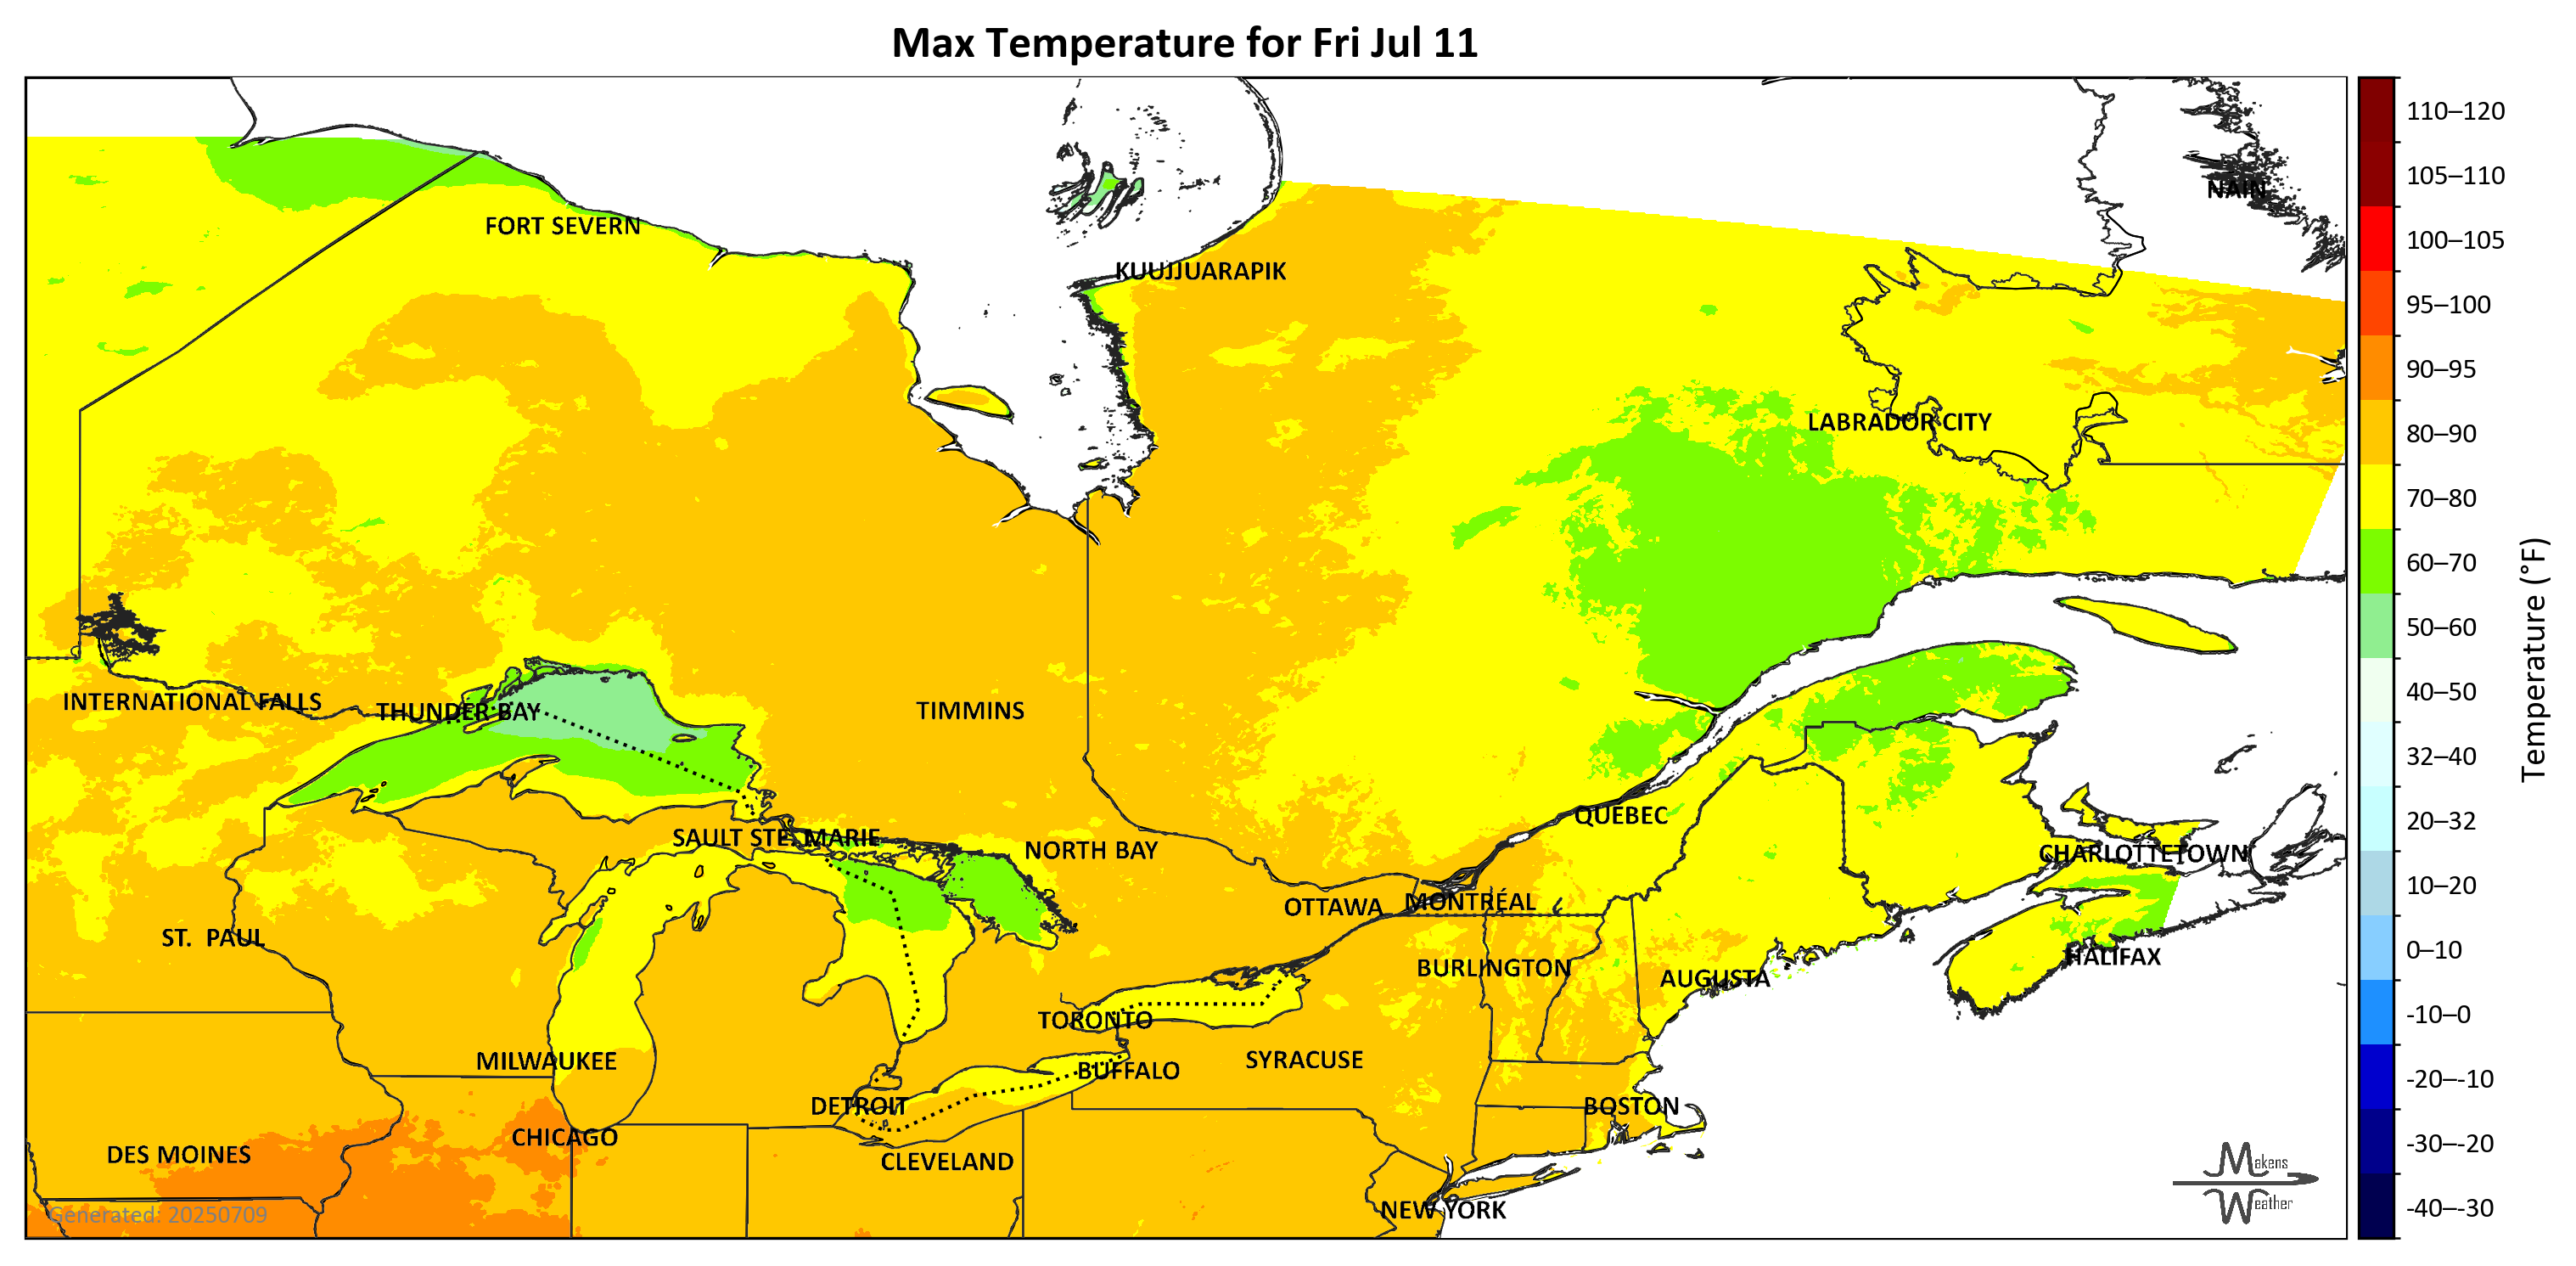 Max Temperature for Fri Jul 11
NAIN
FORT SEVERN
KUUJJUARAPIK
LABRADOR CITY
INTERNATIONAL FALLS
THUNDER BAY
TIMMINS
QUEBEC
SAULT STE. MARIE
NORTH BAY
CHARLOTTETOWN
OTTAWA
MONTRÉAL
ST. PAUL
HALIFAX
BURLINGTON
AUGUSTA
TORONTO
MILWAUKEE
SYRACUSE
BUFFALO
DETROIT
BOSTON
CHICAGO
DES MOINES
CLEVELAND
NEW YORK
Generated: 20250709
Makens
Weather
110–120
105–110
100–105
95–100
90–95
80–90
70–80
60–70
50–60
40–50
32–40
20–32
10–20
0–10
-10–0
-20–-10
-30–-20
-40–-30
Temperature (°F)